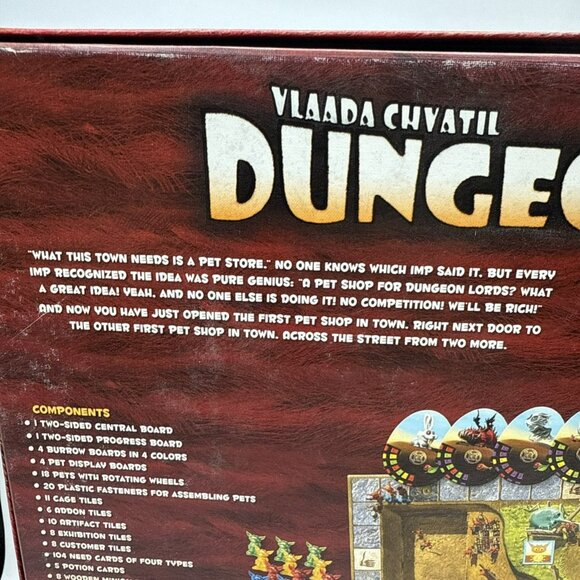 VLAADA CHVATIL
DUNGEO
"WHAT THIS TOWN NEEDS IS A PET STORE." NO ONE KNOWS WHICH IMP SAID IT. BUT EVERY
IMP RECOGNIZED THE IDEA WAS PURE GENIUS: "A PET SHOP FOR DUNGEON LORDS? WHAT
A GREAT IDEA! YEAH, AND NO ONE ELSE IS DOING IT! NO COMPETITION! WE'LL BE RICH!"
AND NOW YOU HAVE JUST OPENED THE FIRST PET SHOP IN TOWN. RIGHT NEXT DOOR TO
THE OTHER FIRST PET SHOP IN TOWN. ACROSS THE STREET FROM TWO MORE.
COMPONENTS
• 1 TWO-SIDED CENTRAL BOARD
• 1 TWO-SIDED PROGRESS BOARD
• 4 BURROW BOARDS IN 4 COLORS
• 4 PET DISPLAY BOARDS
• 18 PETS WITH ROTATING WHEELS
• 20 PLASTIC FASTENERS FOR ASSEMBLING PETS
• 11 CAGE TILES
• 6 ADDON TILES
• 10 ARTIFACT TILES
• 8 EXHIBITION TILES
• 8 CUSTOMER TILES
• 104 NEED CARDS OF FOUR TYPES
• 5 POTION CARDS
• 8 WOODEN